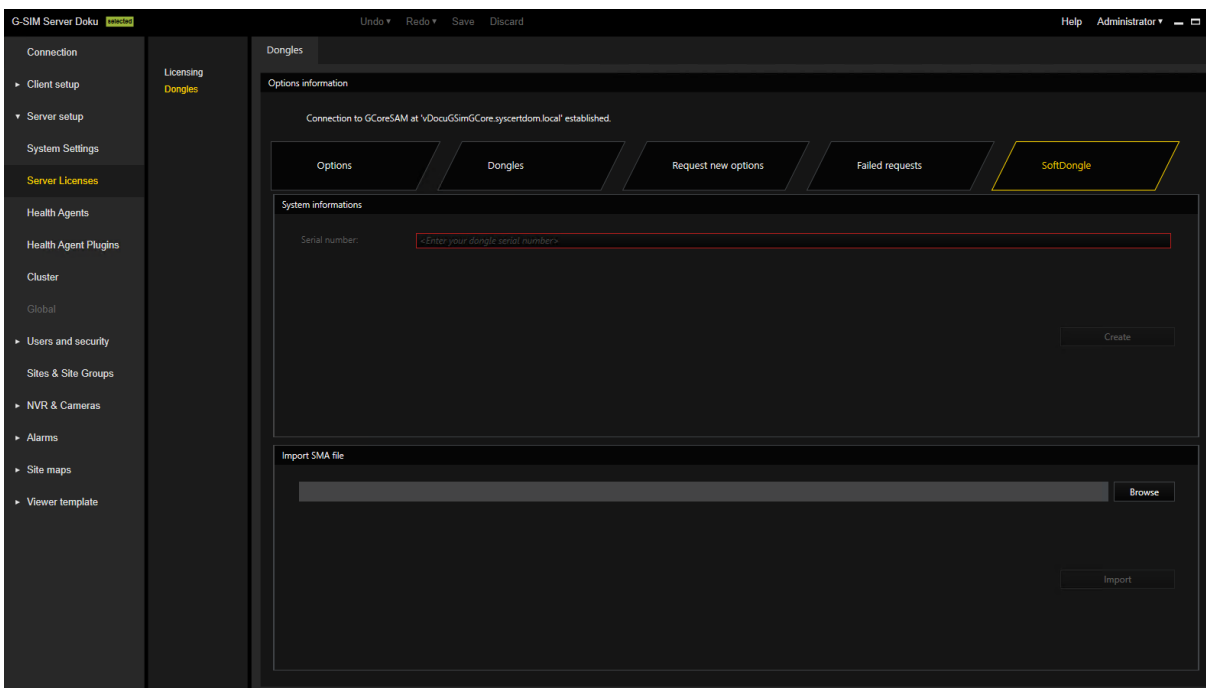 G-SIM Server Doku selected
Undo ▾ Redo ▾ Save Discard
Help Administrator ▾
Connection
Client setup
Server setup
System Settings
Server Licenses
Health Agents
Health Agent Plugins
Cluster
Global
Users and security
Sites & Site Groups
NVR & Cameras
Alarms
Site maps
Viewer template
Licensing
Dongles
Dongles
Options information
Connection to GCoreSAM at 'vDocuGSimGCore.syscertdom.local' established.
Options Dongles Request new options Failed requests SoftDongle
System informations
Serial number: <Enter your dongle serial number>
Create
Import SMA file
Browse
Import